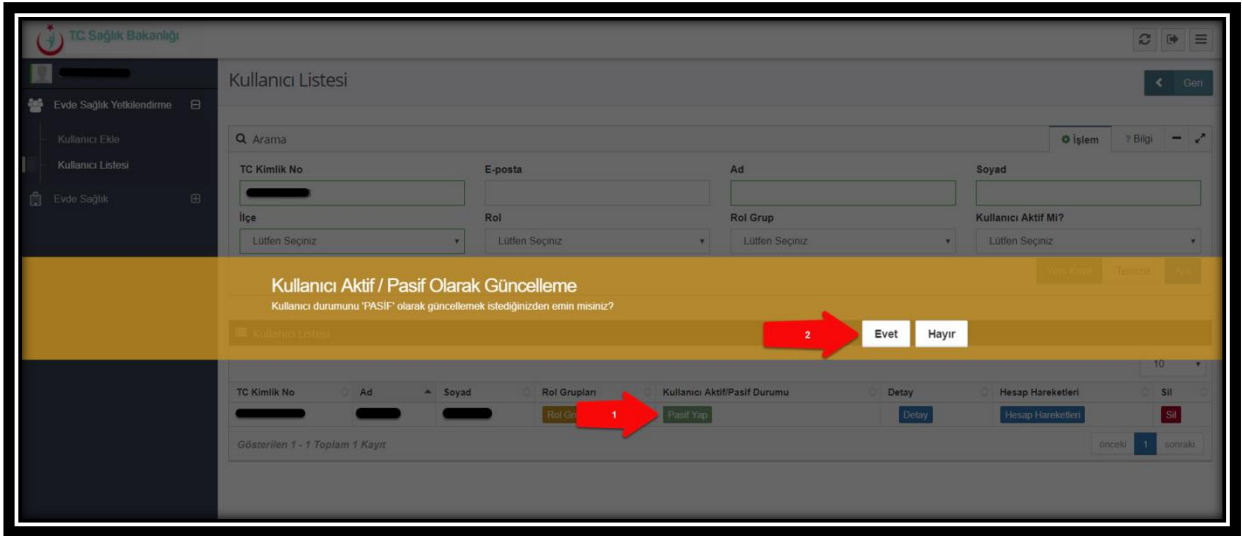 T.C. Sağlık Bakanlığı
Kullanıcı Listesi
Geri
Evde Sağlık Yetkilendirme
Kullanıcı Ekle
Kullanıcı Listesi
Evde Sağlık
Arama
İşlem ? Bilgi
TC Kimlik No E-posta Ad Soyad
İlçe Rol Rol Grup Kullanıcı Aktif Mi?
Lütfen Seçiniz Lütfen Seçiniz Lütfen Seçiniz Lütfen Seçiniz
Temizle Ara
Kullanıcı Aktif / Pasif Olarak Güncelleme
Kullanıcı durumunu 'PASİF' olarak güncellemek istediğinizden emin misiniz?
Kullanıcı Listesi
2 Evet Hayır
10
TC Kimlik No Ad Soyad Rol Grupları Kullanıcı Aktif/Pasif Durumu Detay Hesap Hareketleri Sil
1 Pasif Yap Detay Hesap Hareketleri Sil
Gösterilen 1 - 1 Toplam 1 Kayıt
önceki 1 sonraki